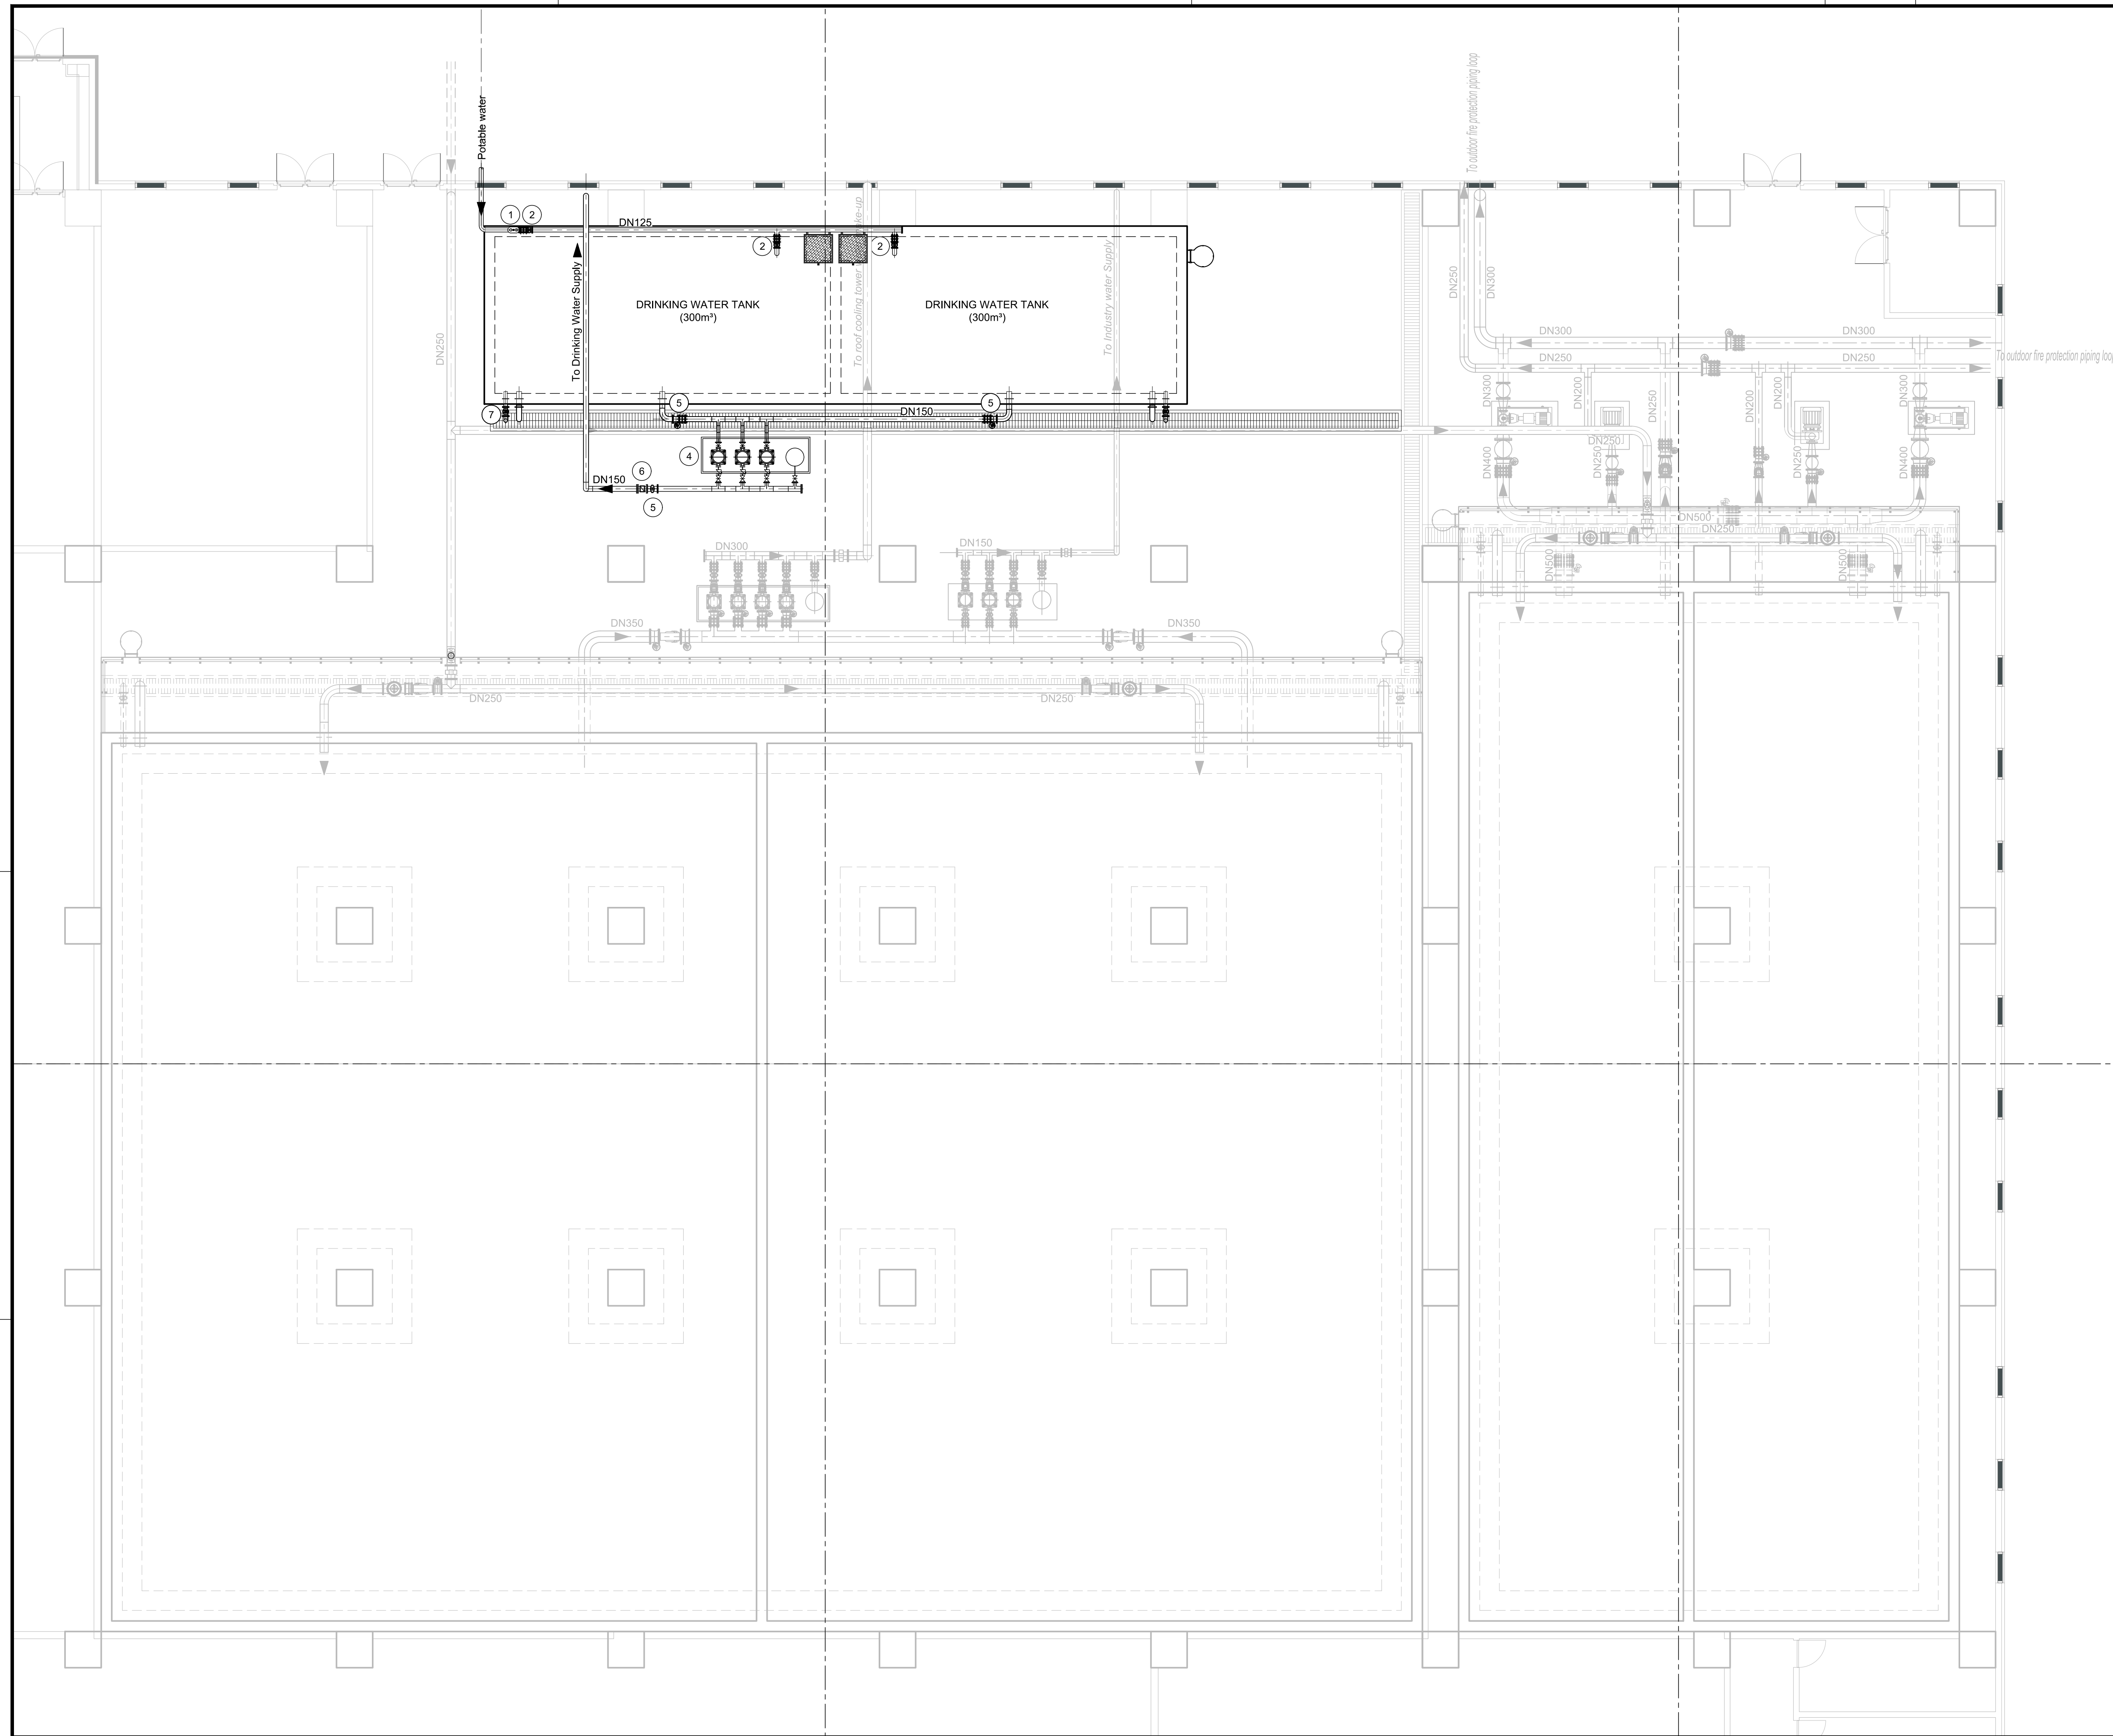 To outdoor fire protection piping loop
Potable water
1
2
DN125
2
2
To Drinking Water Supply
DRINKING WATER TANK
(300m³)
DRINKING WATER TANK
(300m³)
To roof cooling tower
ke-up
To Industry water Supply
DN250
DN250
DN300
DN300
DN300
DN250
DN250
To outdoor fire protection piping loop
7
5
5
DN150
DN300
DN200
DN250
DN200
DN200
DN300
4
6
DN150
5
DN250
DN400
DN250
DN250
DN400
DN500
DN250
DN500
DN500
DN300
DN150
DN350
DN350
DN250
DN250